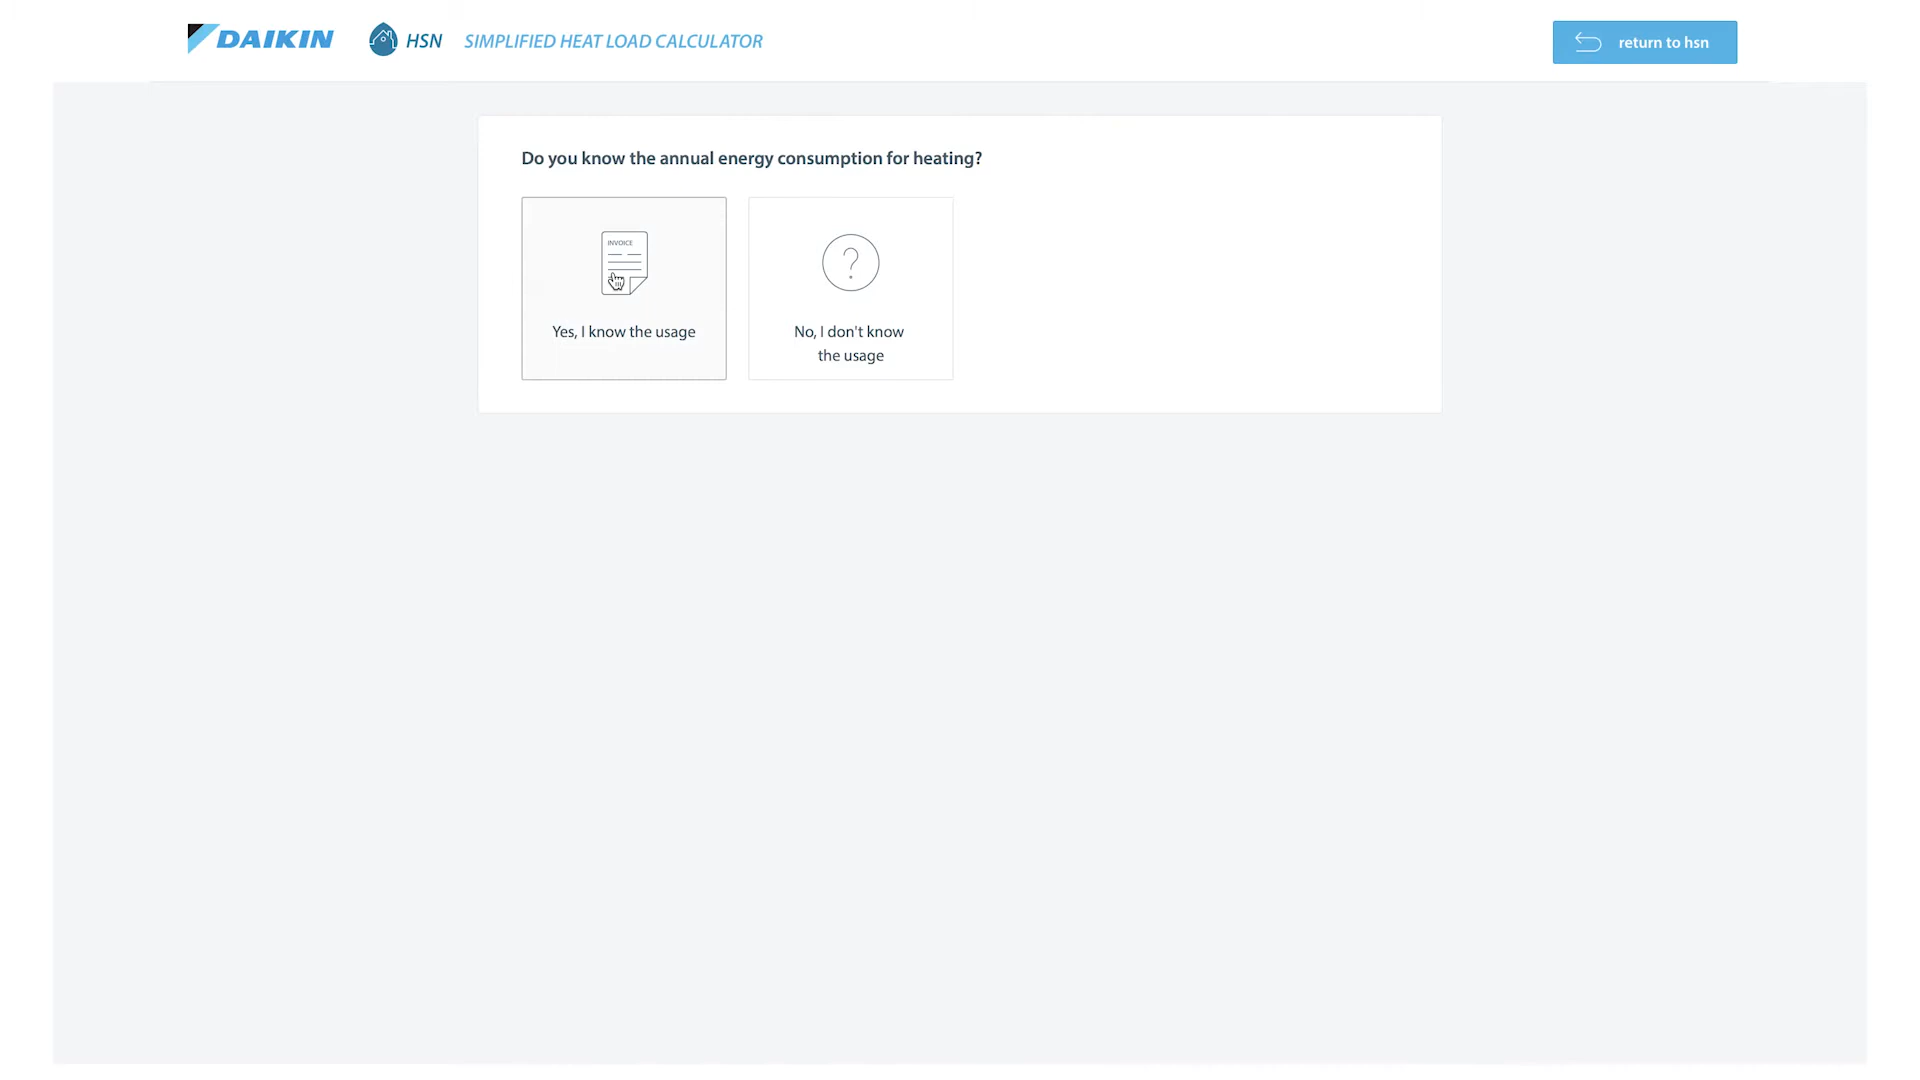 DAIKIN HSN SIMPLIFIED HEAT LOAD CALCULATOR return to hsn
Do you know the annual energy consumption for heating?
INVOICE
Yes, I know the usage
No, I don't know
the usage